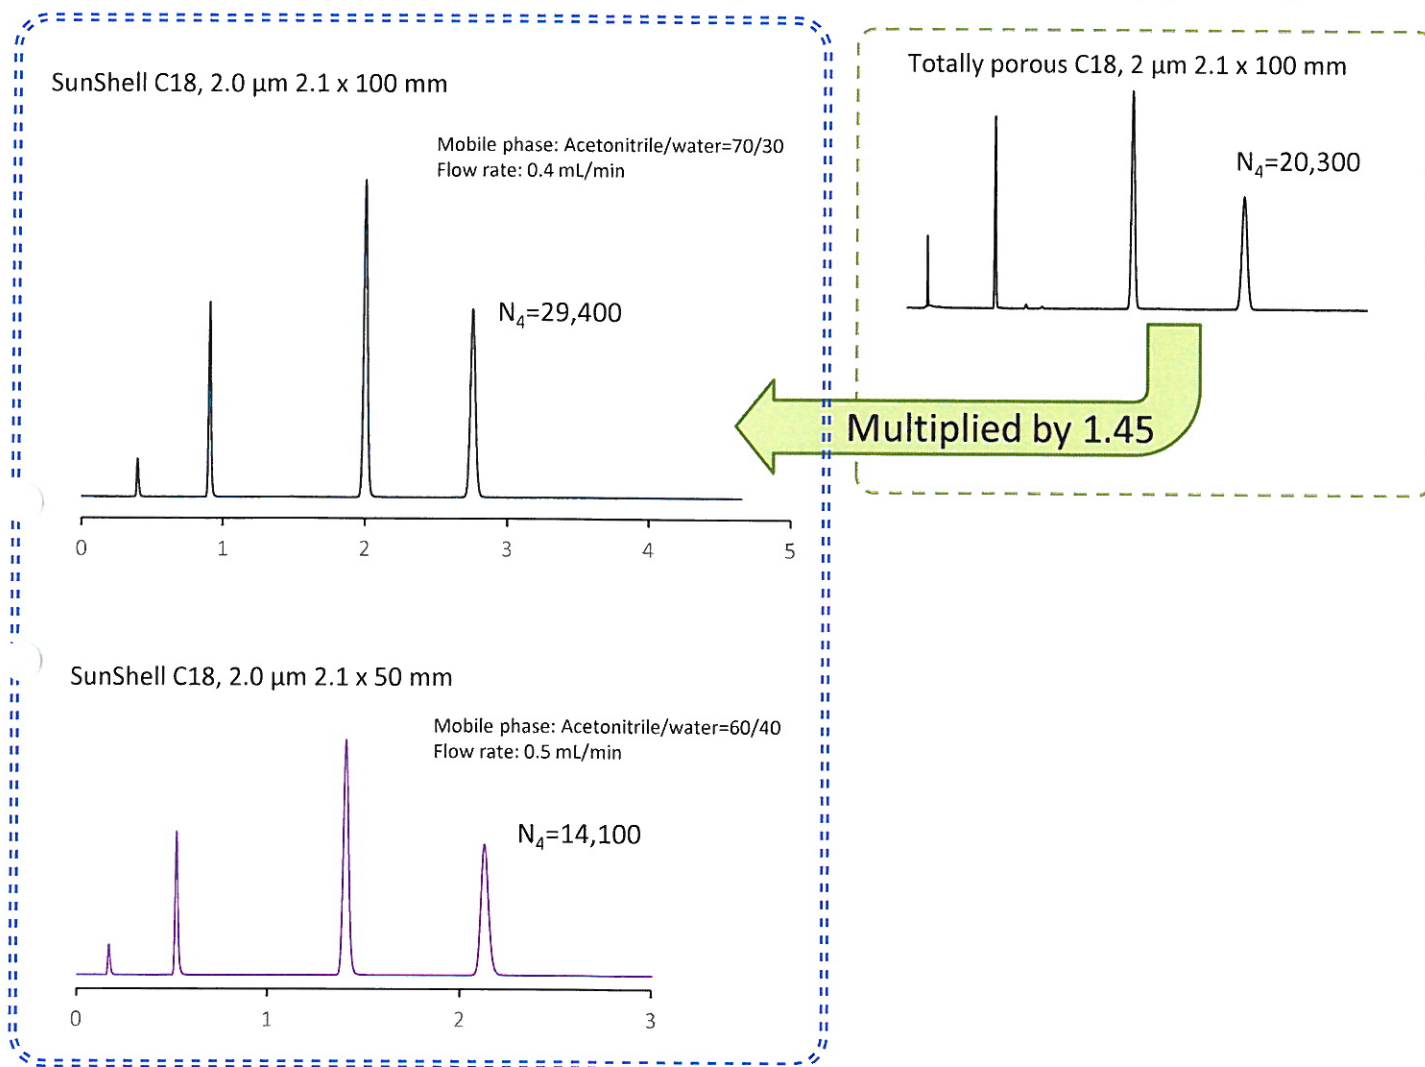 SunShell C18, 2.0 µm 2.1 x 100 mm
Mobile phase: Acetonitrile/water=70/30
Flow rate: 0.4 mL/min
N4=29,400
0 1 2 3 4 5
Totally porous C18, 2 µm 2.1 x 100 mm
N4=20,300
Multiplied by 1.45
SunShell C18, 2.0 µm 2.1 x 50 mm
Mobile phase: Acetonitrile/water=60/40
Flow rate: 0.5 mL/min
N4=14,100
0 1 2 3